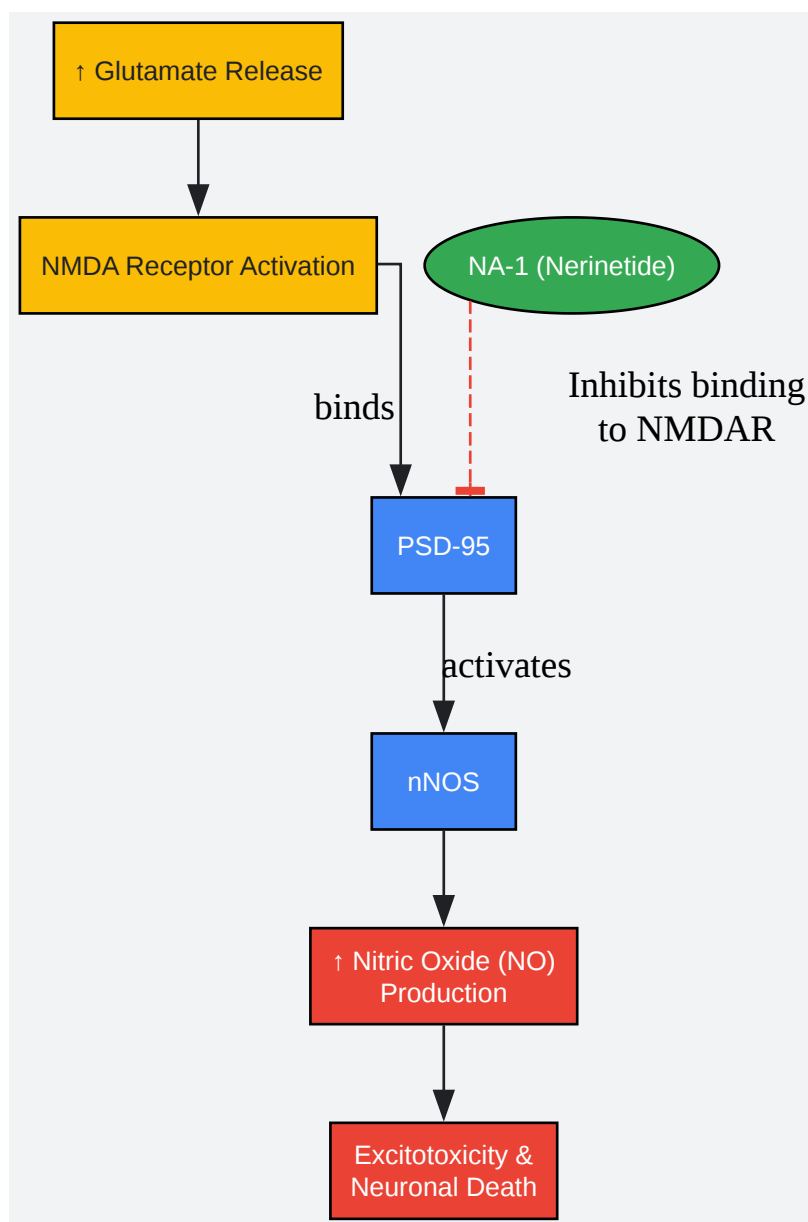 ↑ Glutamate Release
NMDA Receptor Activation
NA-1 (Nerinetide)
binds
Inhibits binding
to NMDAR
PSD-95
activates
nNOS
↑ Nitric Oxide (NO)
Production
Excitotoxicity &
Neuronal Death